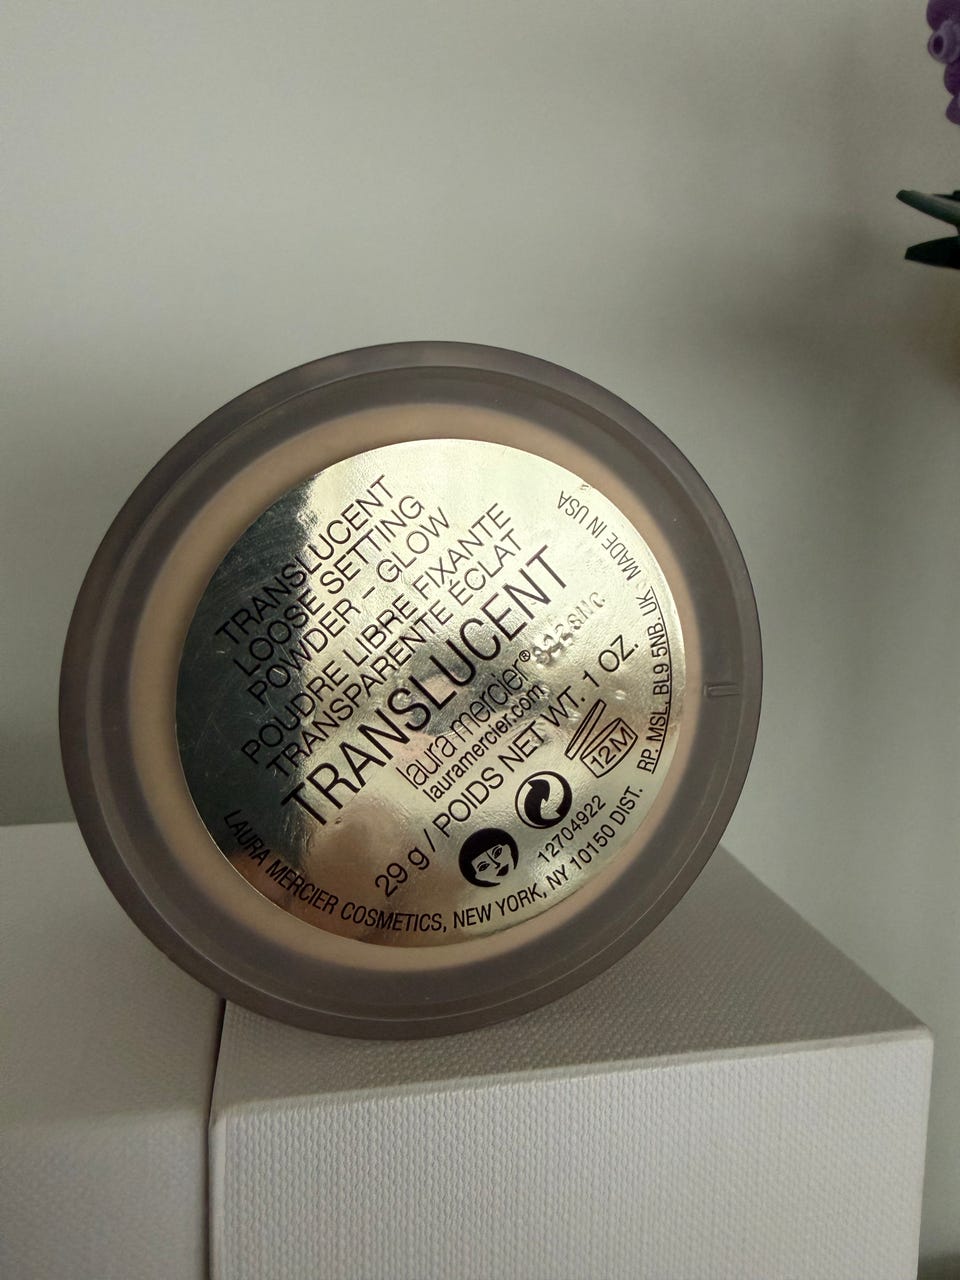 TRANSLUCENT
LOOSE SETTING
POWDER - GLOW
POUDRE LIBRE FIXANTE
TRANSPARENTE ÉCLAT
TRANSLUCENT
laura mercier®
lauramercier.com
29 g / POIDS NET WT. 1 OZ.
12M
12704922
LAURA MERCIER COSMETICS, NEW YORK, NY 10150 DIST.
RP. MSL, BL9 5NB. UK. MADE IN USA